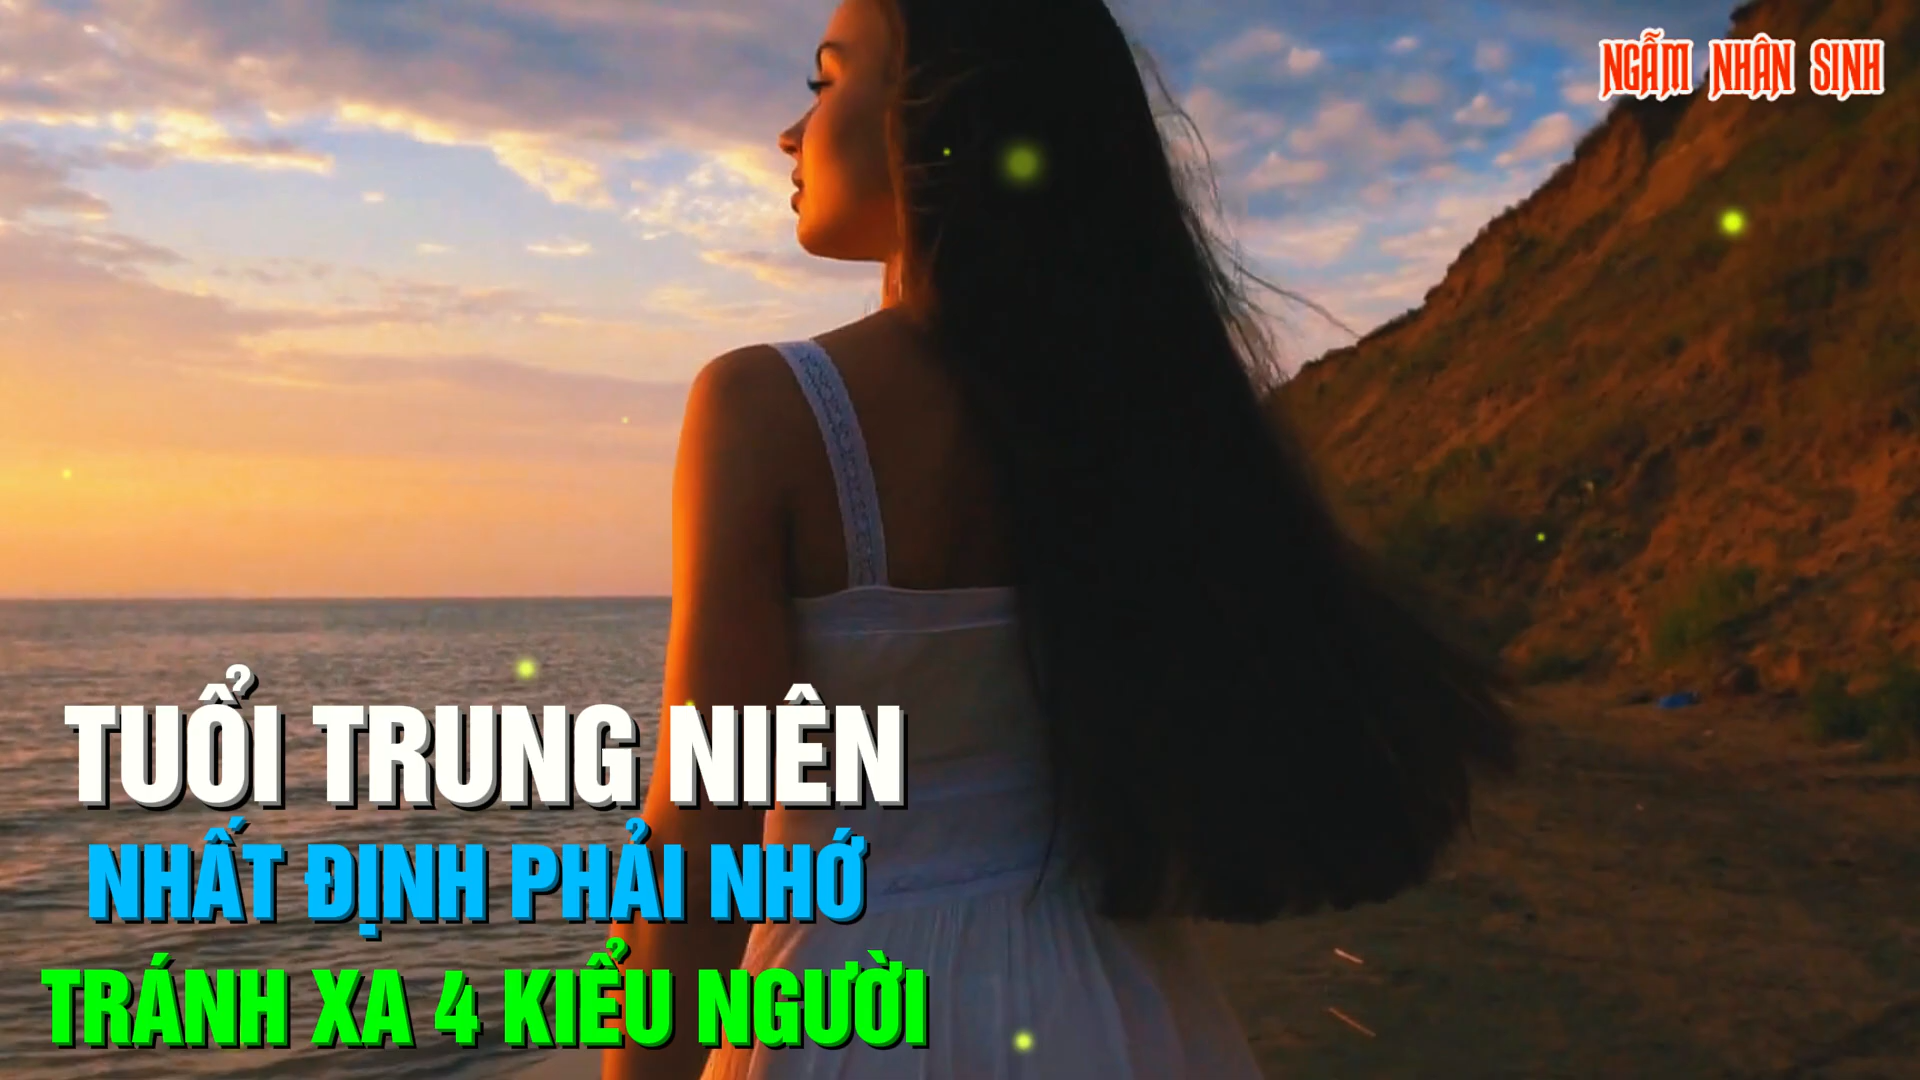 NGẪM NHÂN SINH
TUỔI TRUNG NIÊN
NHẤT ĐỊNH PHẢI NHỚ
TRÁNH XA 4 KIỂU NGƯỜI